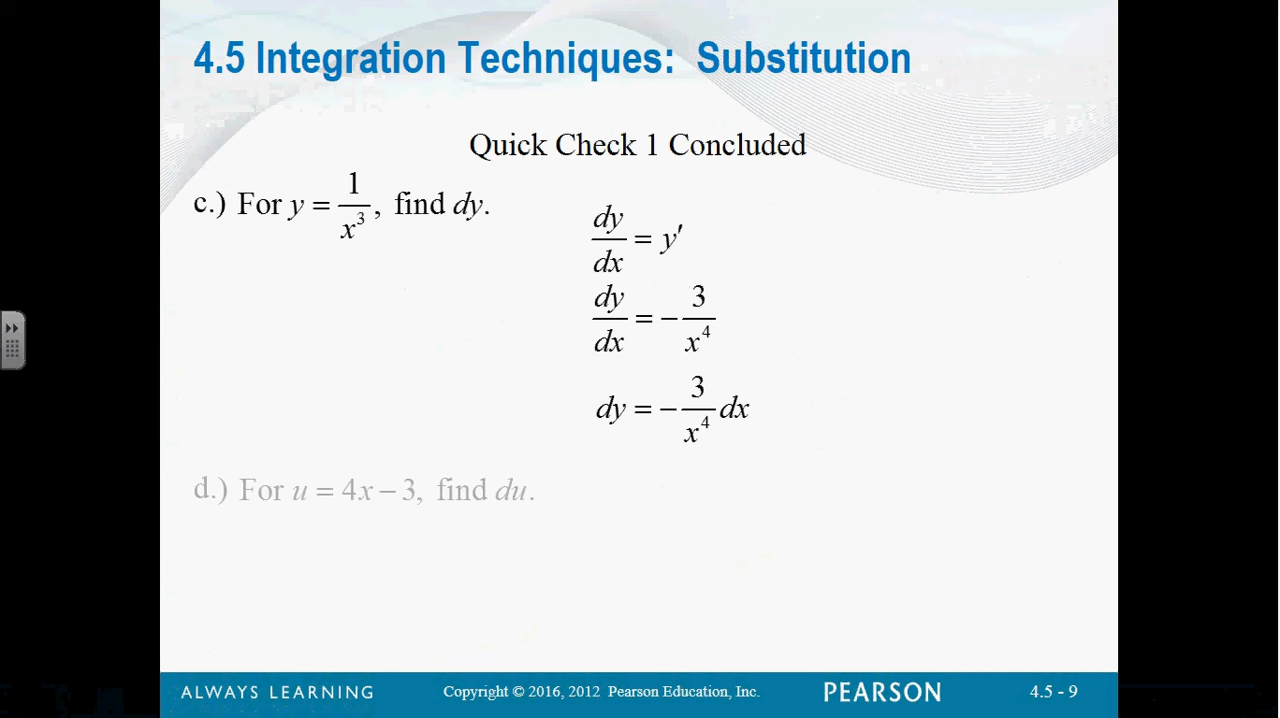 4.5 Integration Techniques: Substitution
Quick Check 1 Concluded
c.) For y = 1/x³, find dy.
dy/dx = y′
dy/dx = −3/x⁴
dy = −3/x⁴ dx
d.) For u = 4x − 3, find du.
ALWAYS LEARNING Copyright © 2016, 2012 Pearson Education, Inc. PEARSON 4.5 - 9